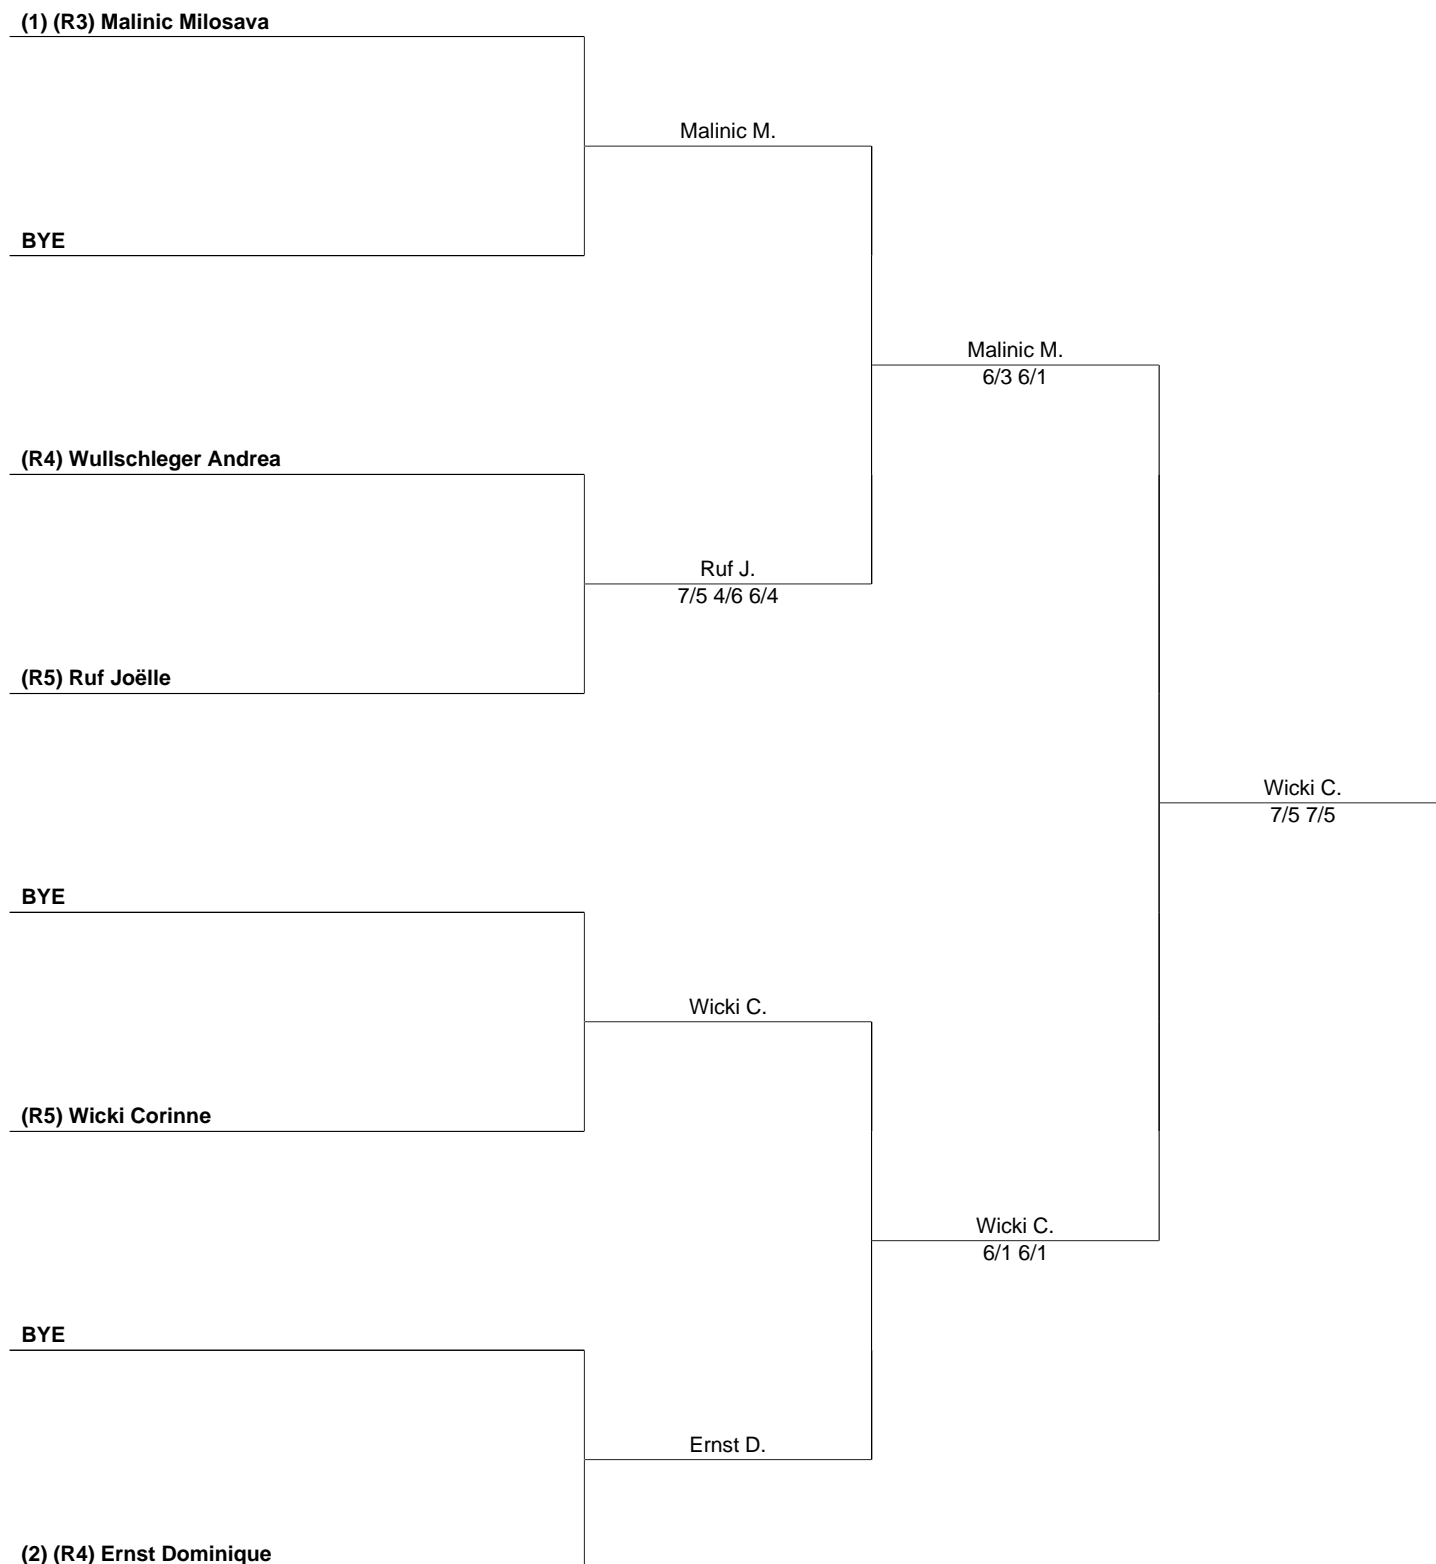 (1) (R3) Malinic Milosava
Malinic M.
BYE
Malinic M.
6/3 6/1
(R4) Wullschleger Andrea
Ruf J.
7/5 4/6 6/4
(R5) Ruf Joëlle
Wicki C.
7/5 7/5
BYE
Wicki C.
(R5) Wicki Corinne
Wicki C.
6/1 6/1
BYE
Ernst D.
(2) (R4) Ernst Dominique